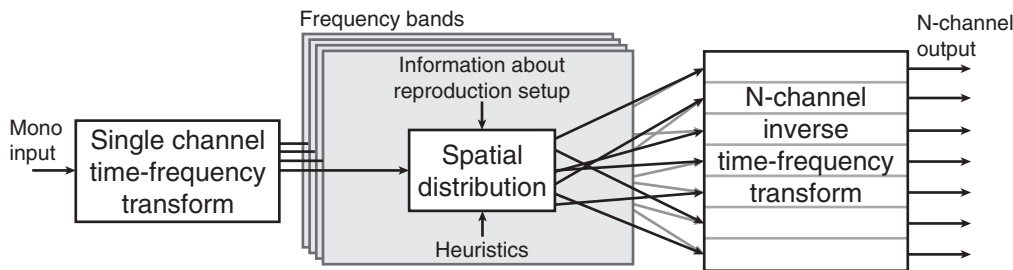 Frequency bands
N-channel
output
Information about
reproduction setup
Mono
input
Single channel
time-frequency
transform
Spatial
distribution
Heuristics
N-channel
inverse
time-frequency
transform